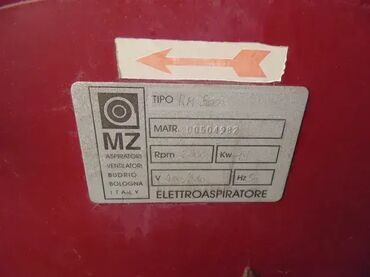 TIPO
MATR. 00504982
MZ
ASPIRATORI
VENTILATORI
BUDRIO
BOLOGNA
ITALY
Rpm
Kw
V
Hz
ELETTROASPIRATORE